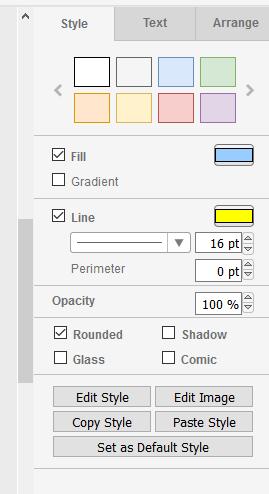 Style Text Arrange
Fill
Gradient
Line
16 pt
Perimeter 0 pt
Opacity 100 %
Rounded Shadow
Glass Comic
Edit Style Edit Image
Copy Style Paste Style
Set as Default Style